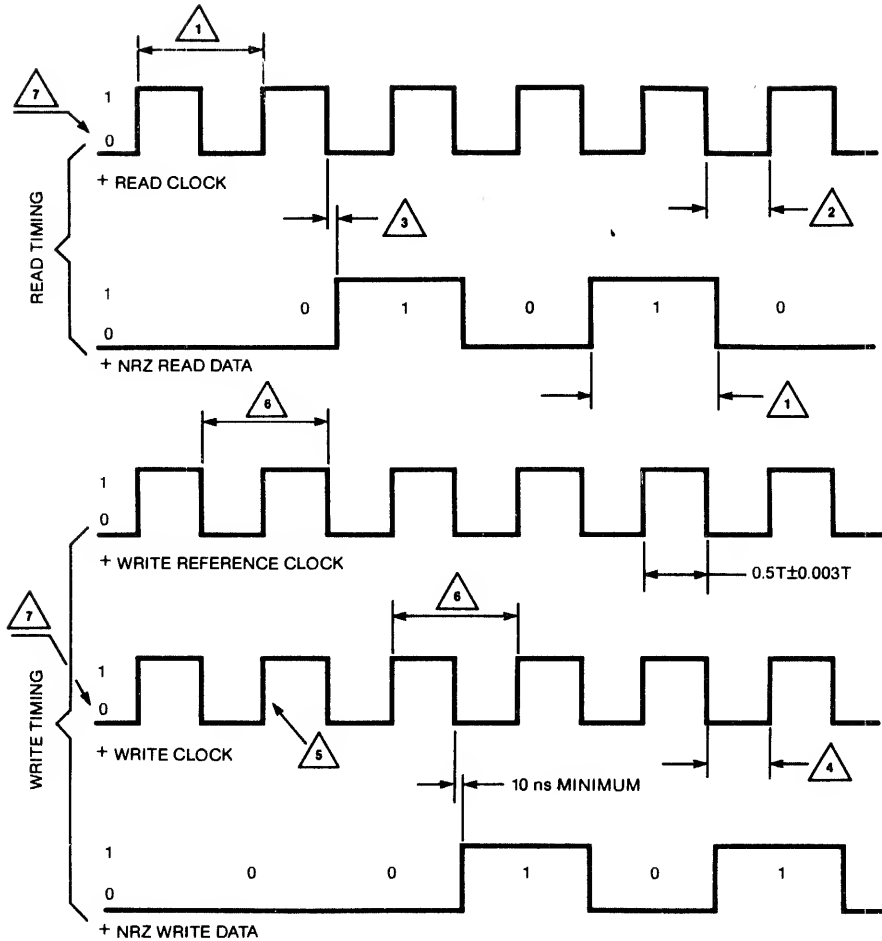 1
7
1
0
+ READ CLOCK
3
2
READ TIMING
1
0 1 0 1 0
0
+ NRZ READ DATA
1
6
1
0
+ WRITE REFERENCE CLOCK
0.5T±0.003T
7
6
1
0
+ WRITE CLOCK
5
4
WRITE TIMING
10 ns MINIMUM
1
0 0 1 0 1
0
+ NRZ WRITE DATA